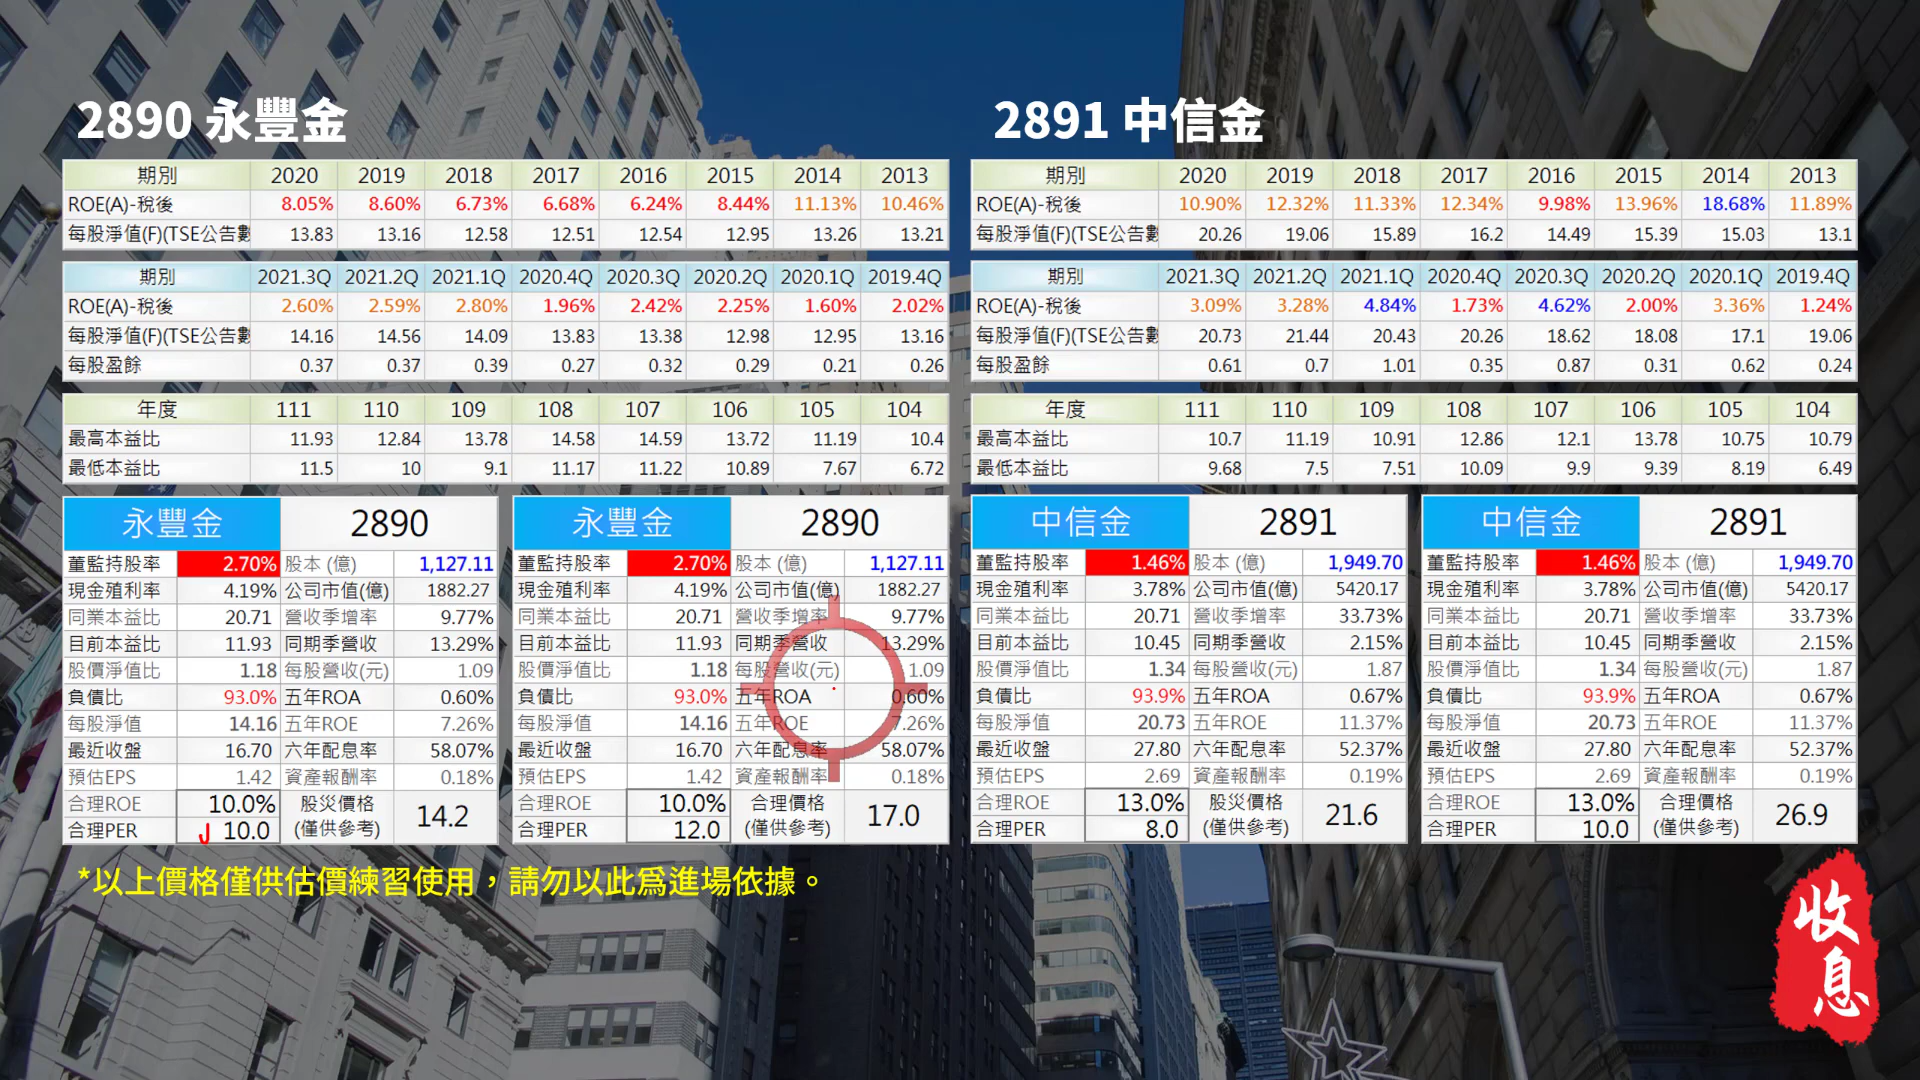 2890 永豐金
期別 2020 2019 2018 2017 2016 2015 2014 2013
ROE(A)-稅後 8.05% 8.60% 6.73% 6.68% 6.24% 8.44% 11.13% 10.46%
每股淨值(F)(TSE公告數 13.83 13.16 12.58 12.51 12.54 12.95 13.26 13.21
期別 2021.3Q 2021.2Q 2021.1Q 2020.4Q 2020.3Q 2020.2Q 2020.1Q 2019.4Q
ROE(A)-稅後 2.60% 2.59% 2.80% 1.96% 2.42% 2.25% 1.60% 2.02%
每股淨值(F)(TSE公告數 14.16 14.56 14.09 13.83 13.38 12.98 12.95 13.16
每股盈餘 0.37 0.37 0.39 0.27 0.32 0.29 0.21 0.26
年度 111 110 109 108 107 106 105 104
最高本益比 11.93 12.84 13.78 14.58 14.59 13.72 11.19 10.4
最低本益比 11.5 10 9.1 11.17 11.22 10.89 7.67 6.72
永豐金 2890
董監持股率 2.70% 股本 (億) 1,127.11
現金殖利率 4.19% 公司市值(億) 1882.27
同業本益比 20.71 營收季增率 9.77%
目前本益比 11.93 同期季營收 13.29%
股價淨值比 1.18 每股營收(元) 1.09
負債比 93.0% 五年ROA 0.60%
每股淨值 14.16 五年ROE 7.26%
最近收盤 16.70 六年配息率 58.07%
預估EPS 1.42 資產報酬率 0.18%
合理ROE 10.0% 股災價格
合理PER 10.0 (僅供參考) 14.2
永豐金 2890
董監持股率 2.70% 股本 (億) 1,127.11
現金殖利率 4.19% 公司市值(億) 1882.27
同業本益比 20.71 營收季增率 9.77%
目前本益比 11.93 同期季營收 13.29%
股價淨值比 1.18 每股營收(元) 1.09
負債比 93.0% 五年ROA 0.60%
每股淨值 14.16 五年ROE 7.26%
最近收盤 16.70 六年配息率 58.07%
預估EPS 1.42 資產報酬率 0.18%
合理ROE 10.0% 合理價格
合理PER 12.0 (僅供參考) 17.0
*以上價格僅供估價練習使用，請勿以此為進場依據。
2891 中信金
期別 2020 2019 2018 2017 2016 2015 2014 2013
ROE(A)-稅後 10.90% 12.32% 11.33% 12.34% 9.98% 13.96% 18.68% 11.89%
每股淨值(F)(TSE公告數 20.26 19.06 15.89 16.2 14.49 15.39 15.03 13.1
期別 2021.3Q 2021.2Q 2021.1Q 2020.4Q 2020.3Q 2020.2Q 2020.1Q 2019.4Q
ROE(A)-稅後 3.09% 3.28% 4.84% 1.73% 4.62% 2.00% 3.36% 1.24%
每股淨值(F)(TSE公告數 20.73 21.44 20.43 20.26 18.62 18.08 17.1 19.06
每股盈餘 0.61 0.7 1.01 0.35 0.87 0.31 0.62 0.24
年度 111 110 109 108 107 106 105 104
最高本益比 10.7 11.19 10.91 12.86 12.1 13.78 10.75 10.79
最低本益比 9.68 7.5 7.51 10.09 9.9 9.39 8.19 6.49
中信金 2891
董監持股率 1.46% 股本 (億) 1,949.70
現金殖利率 3.78% 公司市值(億) 5420.17
同業本益比 20.71 營收季增率 33.73%
目前本益比 10.45 同期季營收 2.15%
股價淨值比 1.34 每股營收(元) 1.87
負債比 93.9% 五年ROA 0.67%
每股淨值 20.73 五年ROE 11.37%
最近收盤 27.80 六年配息率 52.37%
預估EPS 2.69 資產報酬率 0.19%
合理ROE 13.0% 股災價格
合理PER 8.0 (僅供參考) 21.6
中信金 2891
董監持股率 1.46% 股本 (億) 1,949.70
現金殖利率 3.78% 公司市值(億) 5420.17
同業本益比 20.71 營收季增率 33.73%
目前本益比 10.45 同期季營收 2.15%
股價淨值比 1.34 每股營收(元) 1.87
負債比 93.9% 五年ROA 0.67%
每股淨值 20.73 五年ROE 11.37%
最近收盤 27.80 六年配息率 52.37%
預估EPS 2.69 資產報酬率 0.19%
合理ROE 13.0% 合理價格
合理PER 10.0 (僅供參考) 26.9
收息